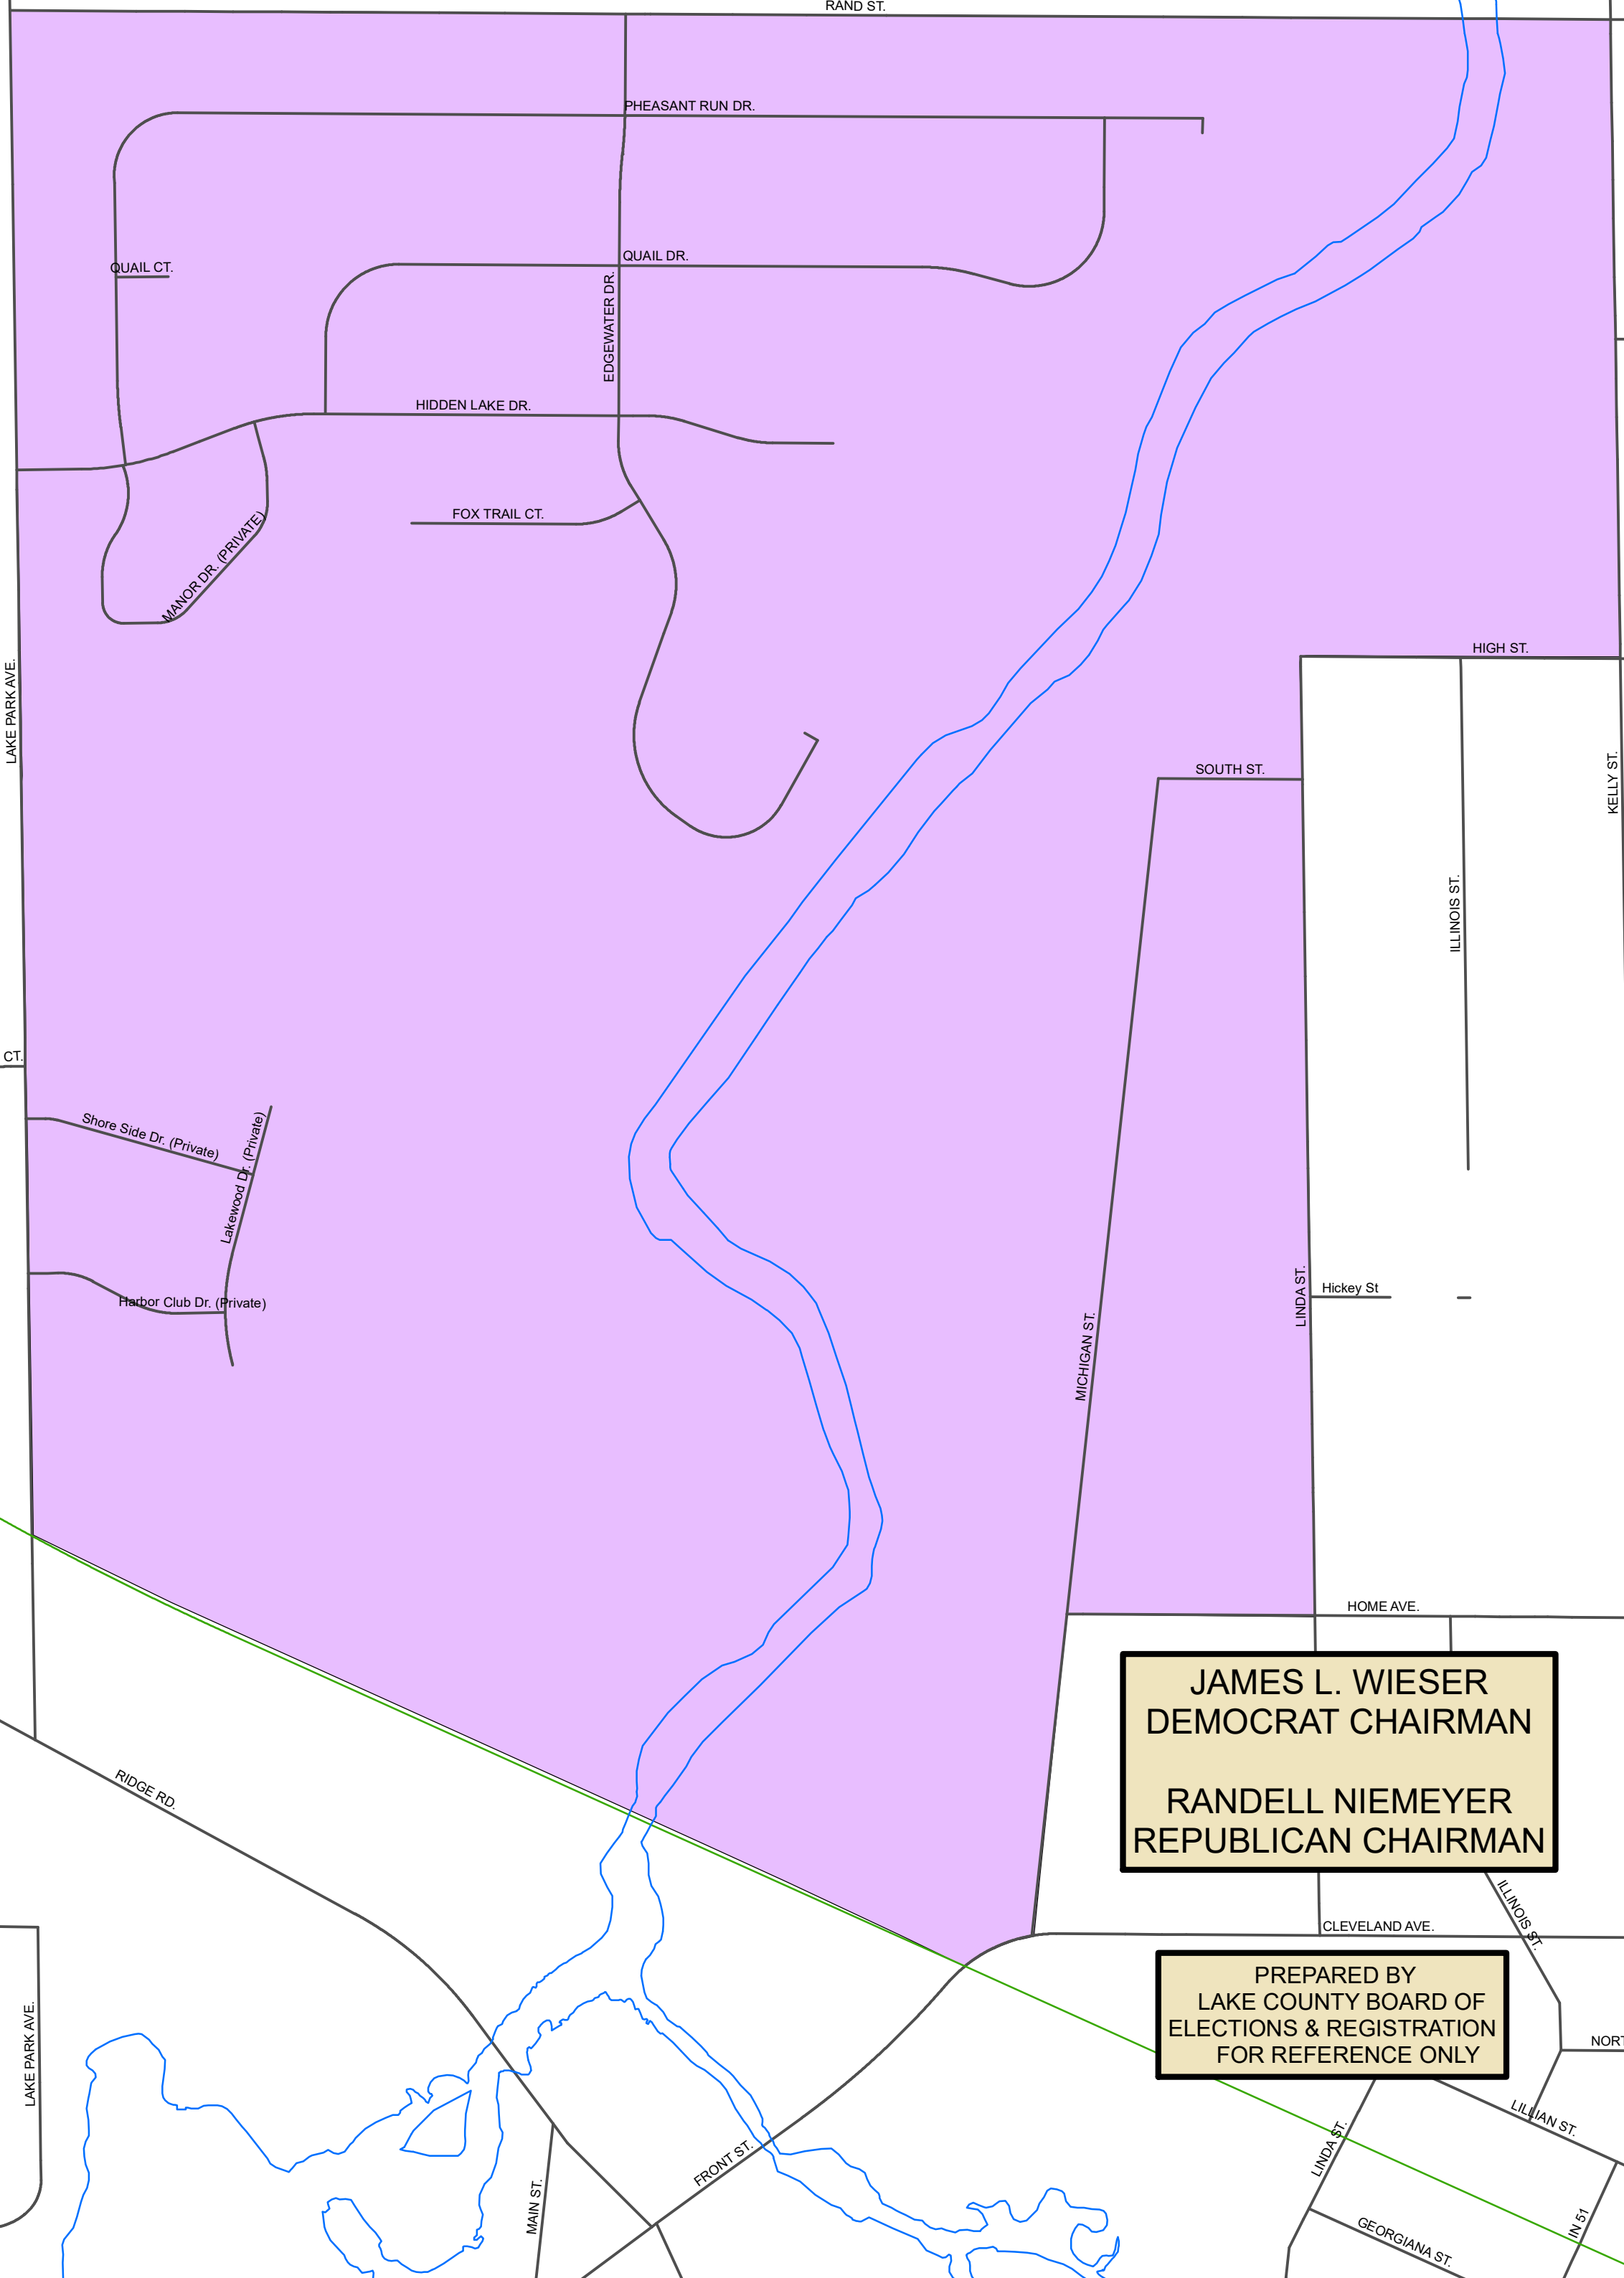 RAND ST.
PHEASANT RUN DR.
QUAIL CT.
QUAIL DR.
EDGEWATER DR.
HIDDEN LAKE DR.
FOX TRAIL CT.
MANOR DR. (PRIVATE)
HIGH ST.
LAKE PARK AVE.
SOUTH ST.
KELLY ST.
ILLINOIS ST.
CT.
Shore Side Dr. (Private)
Lakewood Dr. (Private)
Harbor Club Dr. (Private)
LINDA ST.
Hickey St
MICHIGAN ST.
HOME AVE.
JAMES L. WIESER
DEMOCRAT CHAIRMAN
RANDELL NIEMEYER
REPUBLICAN CHAIRMAN
RIDGE RD.
ILLINOIS ST.
CLEVELAND AVE.
PREPARED BY
LAKE COUNTY BOARD OF
ELECTIONS & REGISTRATION
FOR REFERENCE ONLY
LAKE PARK AVE.
NORT
LILLIAN ST.
LINDA ST.
FRONT ST.
MAIN ST.
IN 51
GEORGIANA ST.